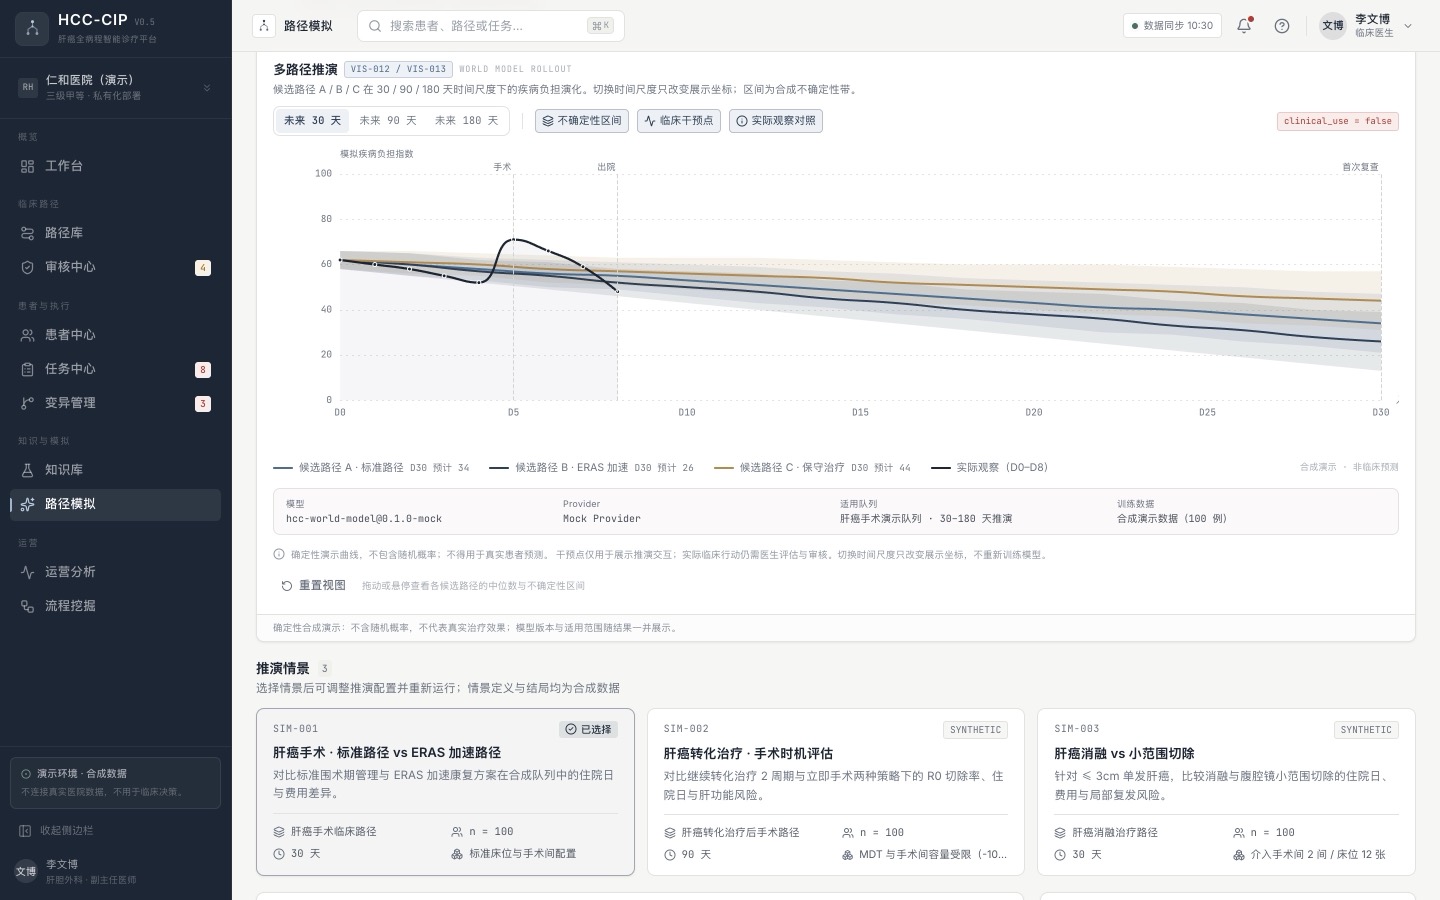 HCC-CIP V0.5
肝癌全病程智能诊疗平台
RH
仁和医院（演示）
三级甲等 · 私有化部署
概览
工作台
临床路径
路径库
审核中心 4
患者与执行
患者中心
任务中心 8
变异管理 3
知识与模拟
知识库
路径模拟
运营
运营分析
流程挖掘
演示环境 · 合成数据
不连接真实医院数据，不用于临床决策。
收起侧边栏
文博
李文博
肝胆外科 · 副主任医师
路径模拟
搜索患者、路径或任务...
⌘K
数据同步 10:30
文博
李文博
临床医生
多路径推演 VIS-012 / VIS-013 WORLD MODEL ROLLOUT
候选路径 A / B / C 在 30 / 90 / 180 天时间尺度下的疾病负担演化。切换时间尺度只改变展示坐标；区间为合成不确定性带。
未来 30 天 未来 90 天 未来 180 天 不确定性区间 临床干预点 实际观察对照 clinical_use = false
模拟疾病负担指数
手术 出院 首次复查
100
80
60
40
20
0
D0 D5 D10 D15 D20 D25 D30
候选路径 A · 标准路径 D30 预计 34 候选路径 B · ERAS 加速 D30 预计 26 候选路径 C · 保守治疗 D30 预计 44 实际观察（D0–D8） 合成演示 · 非临床预测
模型 Provider 适用队列 训练数据
hcc-world-model@0.1.0-mock Mock Provider 肝癌手术演示队列 · 30–180 天推演 合成演示数据（100 例）
确定性演示曲线，不包含随机概率；不得用于真实患者预测。 干预点仅用于展示推演交互；实际临床行动仍需医生评估与审核。切换时间尺度只改变展示坐标，不重新训练模型。
重置视图 拖动或悬停查看各候选路径的中位数与不确定性区间
确定性合成演示：不含随机概率，不代表真实治疗效果；模型版本与适用范围随结果一并展示。
推演情景 3
选择情景后可调整推演配置并重新运行；情景定义与结局均为合成数据
SIM-001 已选择
肝癌手术 · 标准路径 vs ERAS 加速路径
对比标准围术期管理与 ERAS 加速康复方案在合成队列中的住院日
与费用差异。
肝癌手术临床路径 n = 100
30 天 标准床位与手术间配置
SIM-002 SYNTHETIC
肝癌转化治疗 · 手术时机评估
对比继续转化治疗 2 周期与立即手术两种策略下的 R0 切除率、住
院日与肝功能风险。
肝癌转化治疗后手术路径 n = 100
90 天 MDT 与手术间容量受限（-10...
SIM-003 SYNTHETIC
肝癌消融 vs 小范围切除
针对 ≤ 3cm 单发肝癌，比较消融与腹腔镜小范围切除的住院日、
费用与局部复发风险。
肝癌消融治疗路径 n = 100
30 天 介入手术间 2 间 / 床位 12 张